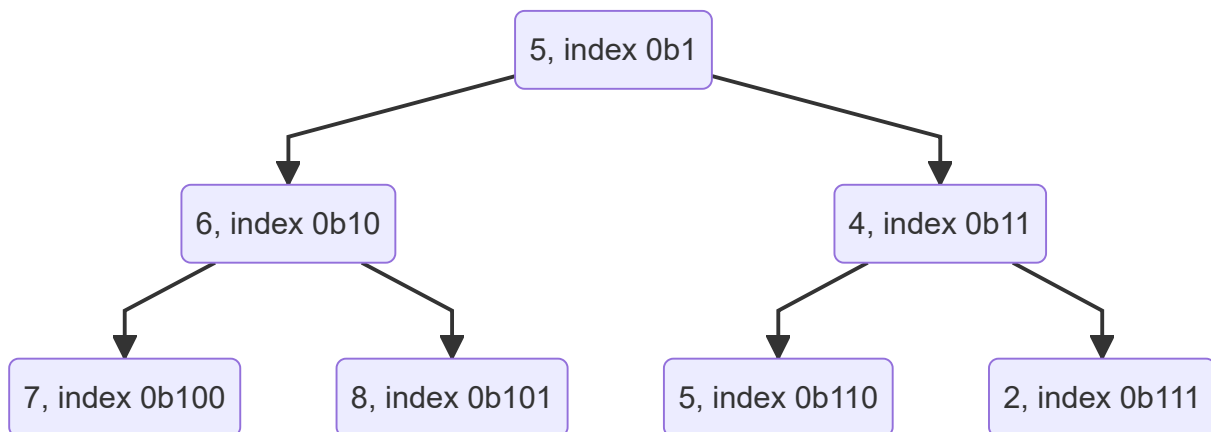 5, index 0b1
6, index 0b10
4, index 0b11
7, index 0b100
8, index 0b101
5, index 0b110
2, index 0b111